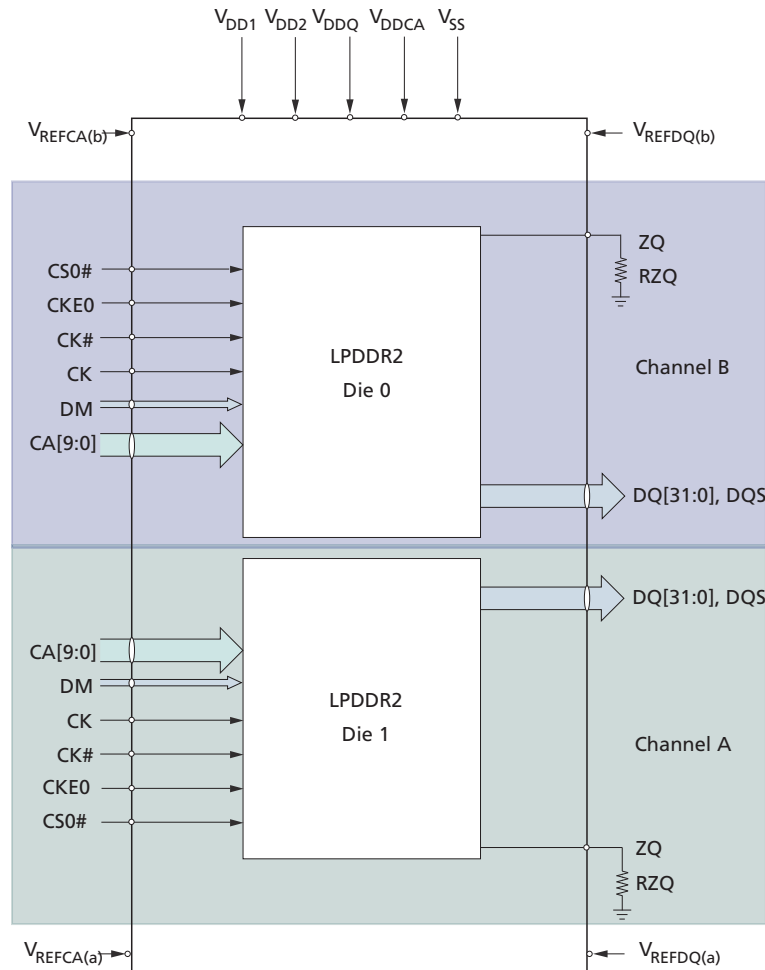 VDD1 VDD2 VDDQ VDDCA VSS
VREFCA(b) VREFDQ(b)
ZQ
CS0# RZQ
CKE0
CK# LPDDR2 Channel B
CK Die 0
DM
CA[9:0]
DQ[31:0], DQS
DQ[31:0], DQS
CA[9:0]
DM LPDDR2
CK Die 1
CK# Channel A
CKE0
CS0#
ZQ
RZQ
VREFCA(a) VREFDQ(a)